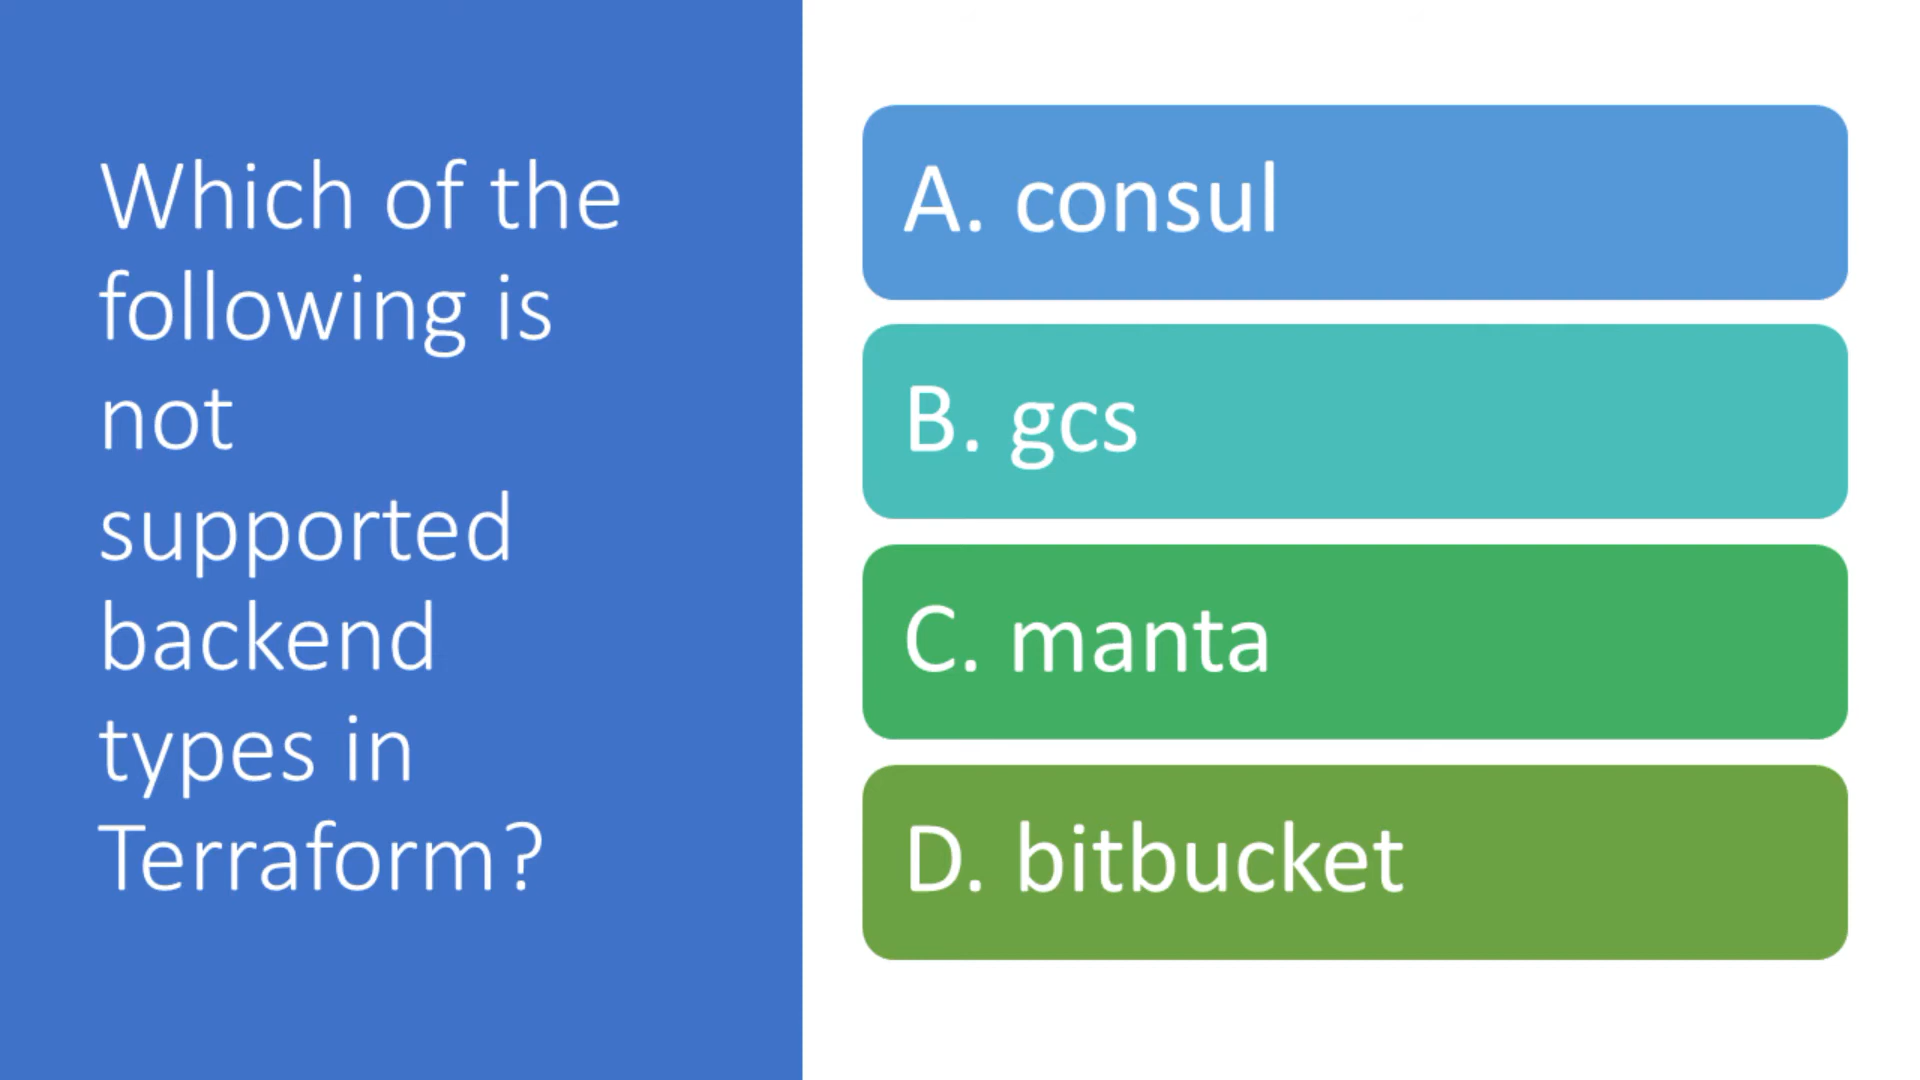 Which of the
following is
not
supported
backend
types in
Terraform?
A. consul
B. gcs
C. manta
D. bitbucket